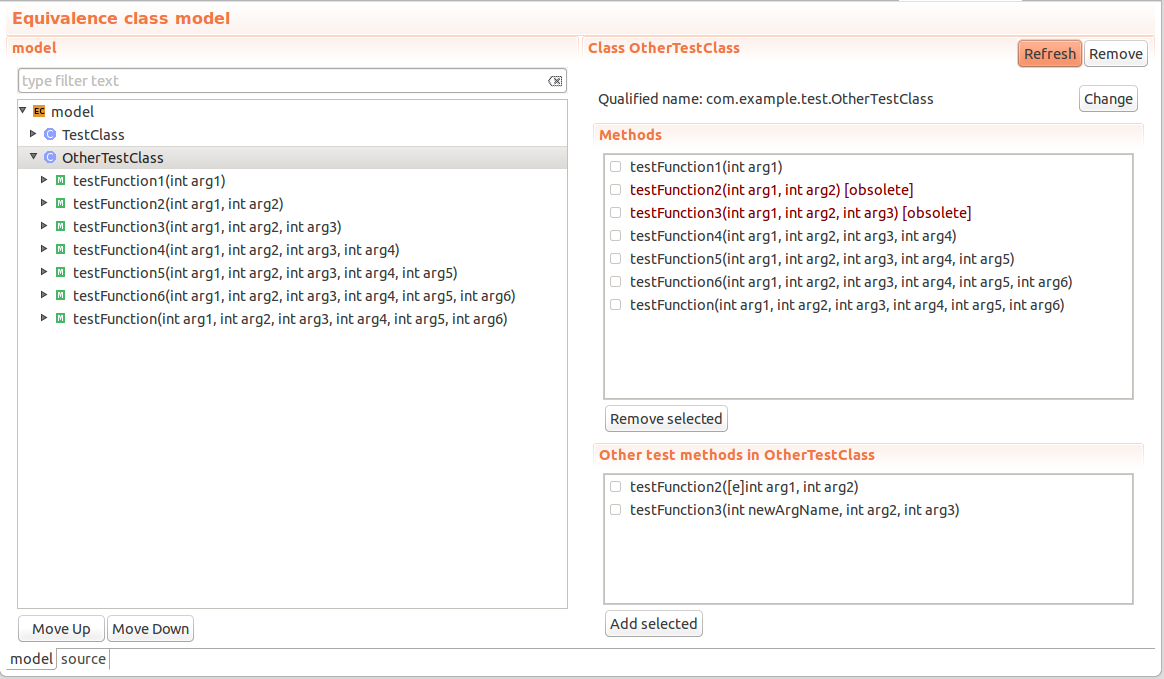 Equivalence class model
model
type filter text
EC model
C TestClass
C OtherTestClass
M testFunction1(int arg1)
M testFunction2(int arg1, int arg2)
M testFunction3(int arg1, int arg2, int arg3)
M testFunction4(int arg1, int arg2, int arg3, int arg4)
M testFunction5(int arg1, int arg2, int arg3, int arg4, int arg5)
M testFunction6(int arg1, int arg2, int arg3, int arg4, int arg5, int arg6)
M testFunction(int arg1, int arg2, int arg3, int arg4, int arg5, int arg6)
Move Up Move Down
model source
Class OtherTestClass Refresh Remove
Qualified name: com.example.test.OtherTestClass Change
Methods
testFunction1(int arg1)
testFunction2(int arg1, int arg2) [obsolete]
testFunction3(int arg1, int arg2, int arg3) [obsolete]
testFunction4(int arg1, int arg2, int arg3, int arg4)
testFunction5(int arg1, int arg2, int arg3, int arg4, int arg5)
testFunction6(int arg1, int arg2, int arg3, int arg4, int arg5, int arg6)
testFunction(int arg1, int arg2, int arg3, int arg4, int arg5, int arg6)
Remove selected
Other test methods in OtherTestClass
testFunction2([e]int arg1, int arg2)
testFunction3(int newArgName, int arg2, int arg3)
Add selected